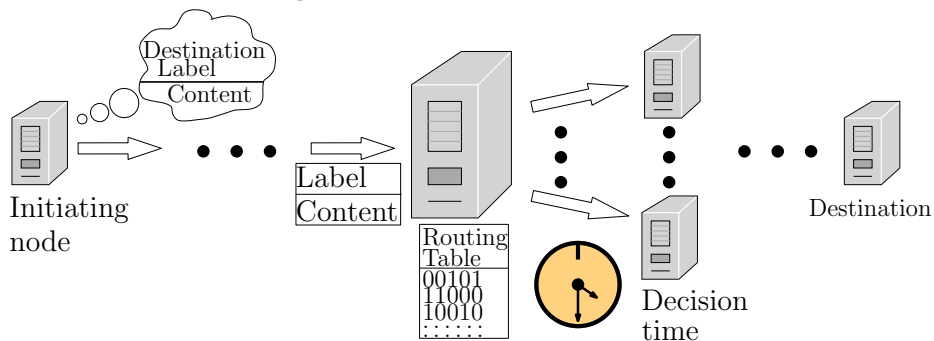 Destination
Label
Content
Initiating
node
Label
Content
Routing
Table
00101
11000
10010
: : : : : :
Decision
time
Destination